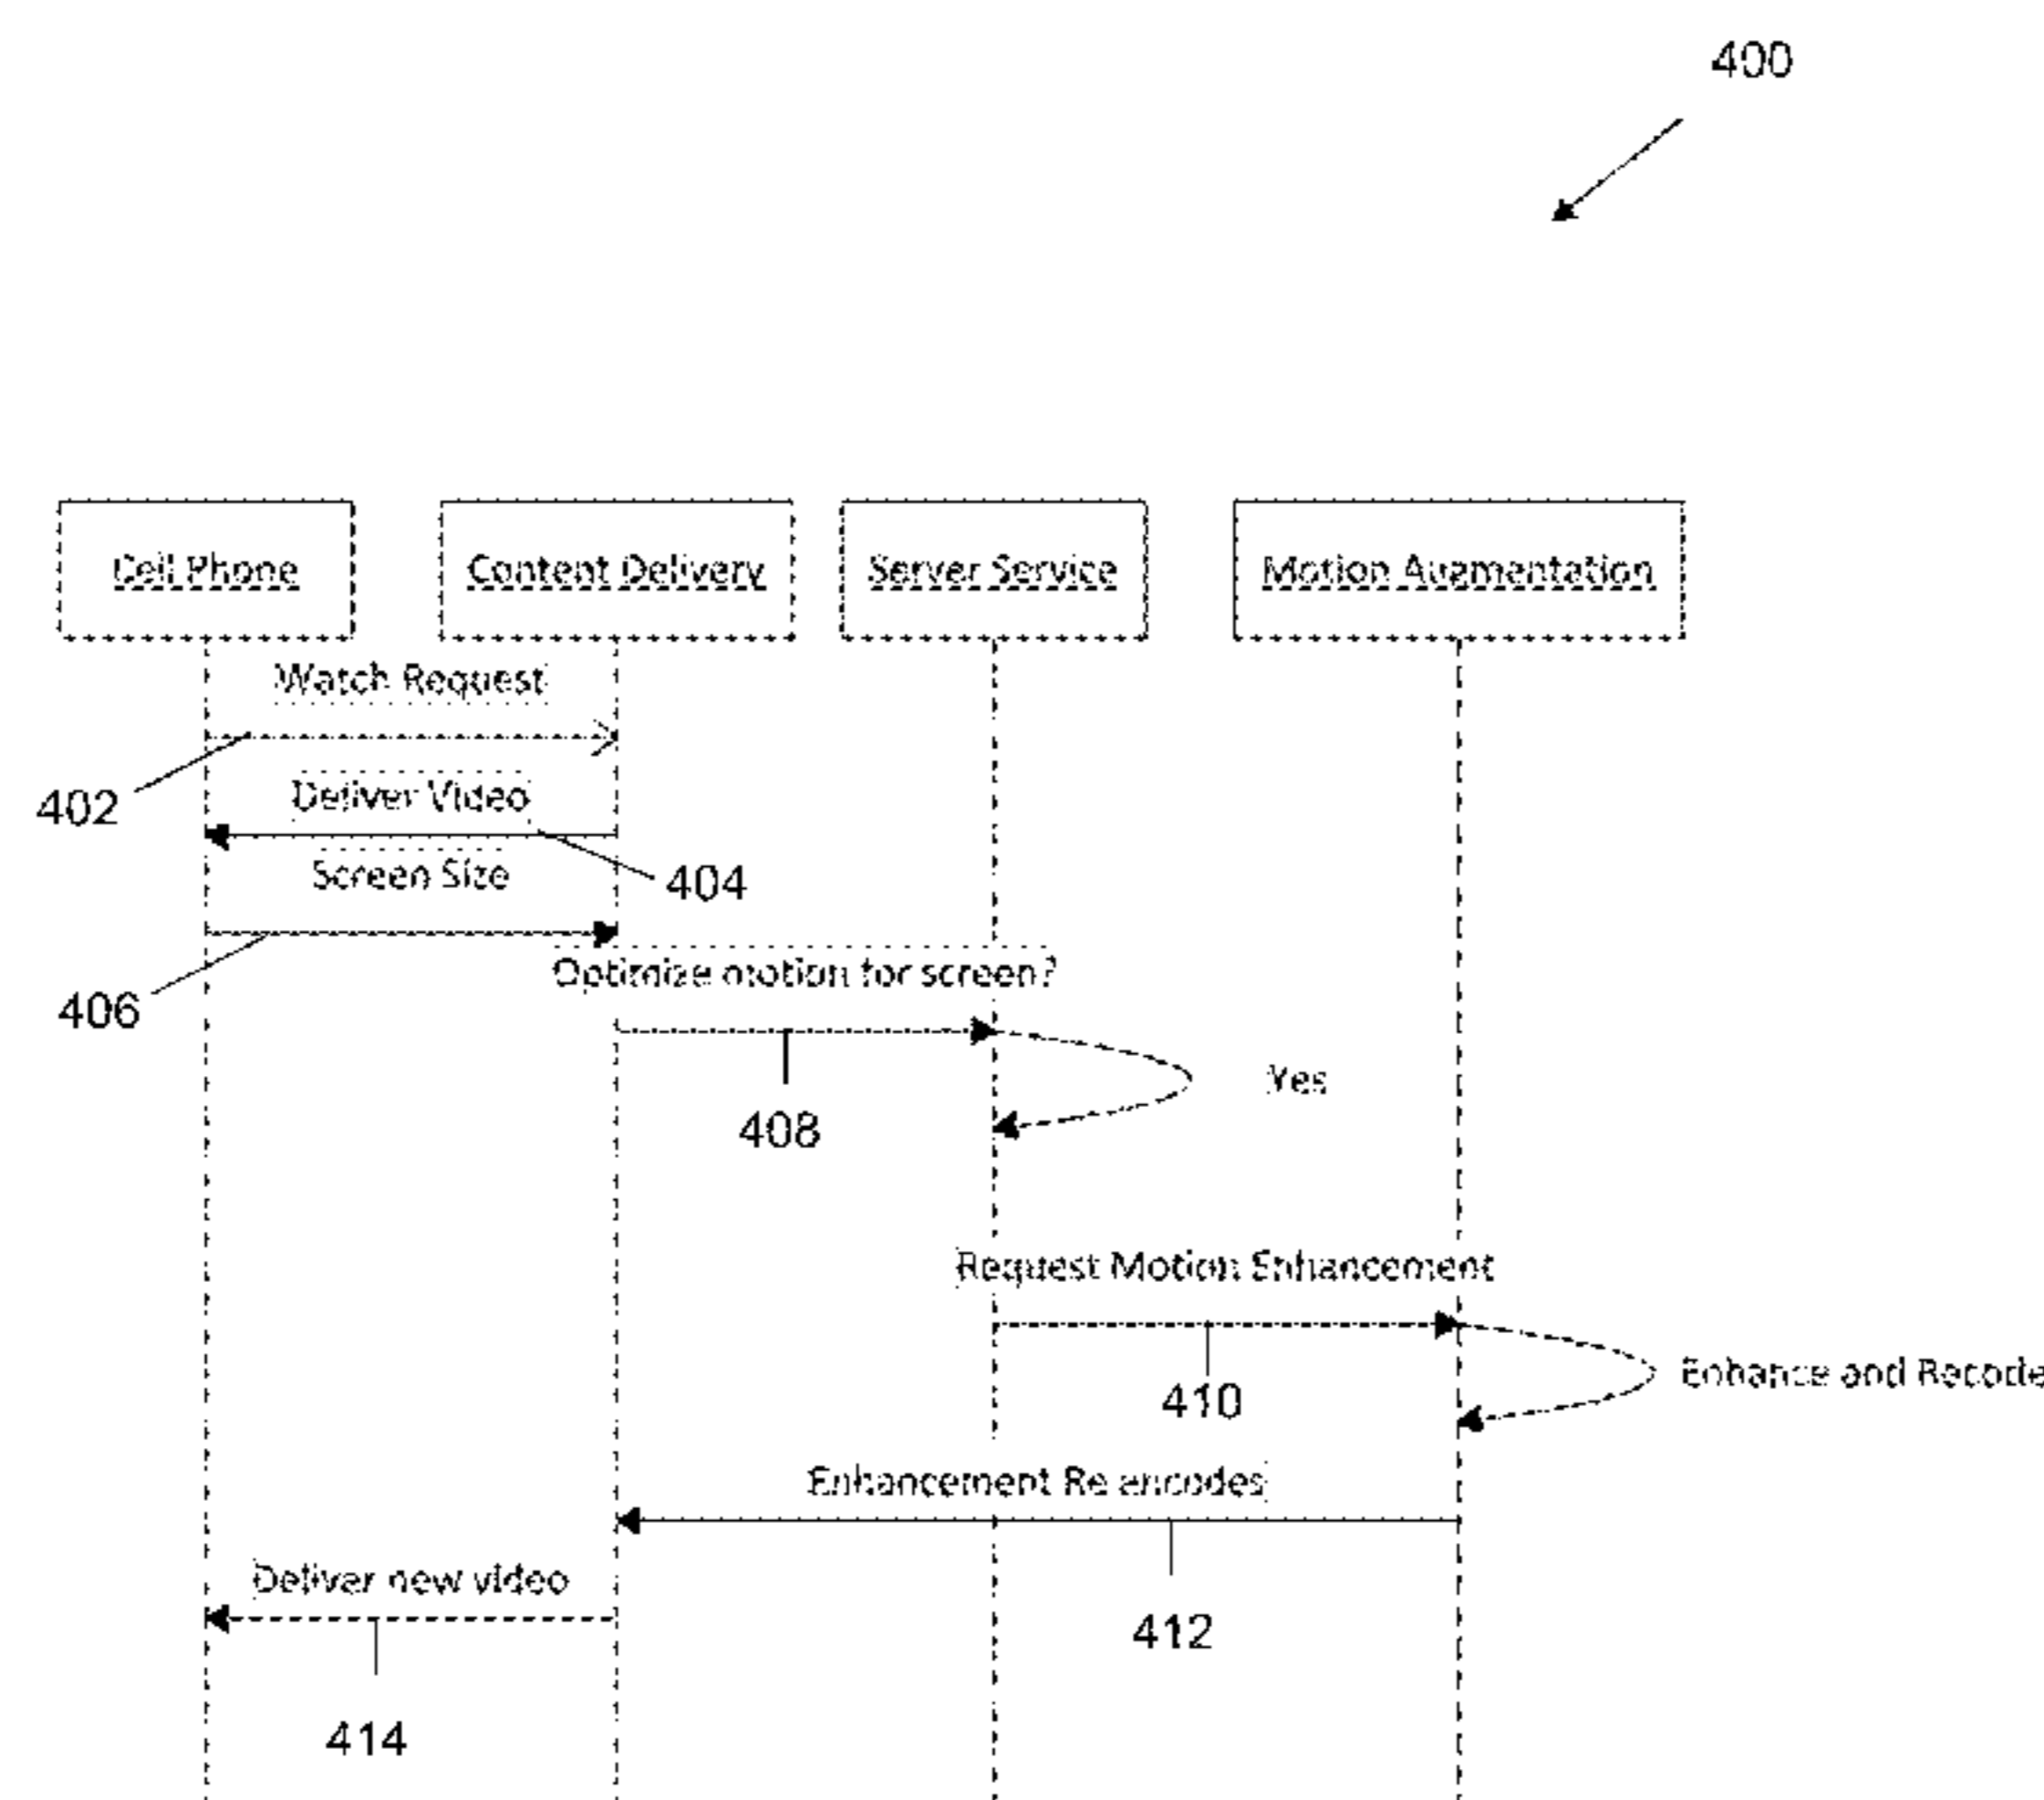 400
Cell Phone
Content Delivery
Server Service
Motion Augmentation
Watch Request
402
Deliver Video
404
Screen Size
406
Optimize motion for screen?
408
Yes
Request Motion Enhancement
410
Enhance and Recode
Enhancement Re encodes
412
Deliver new video
414